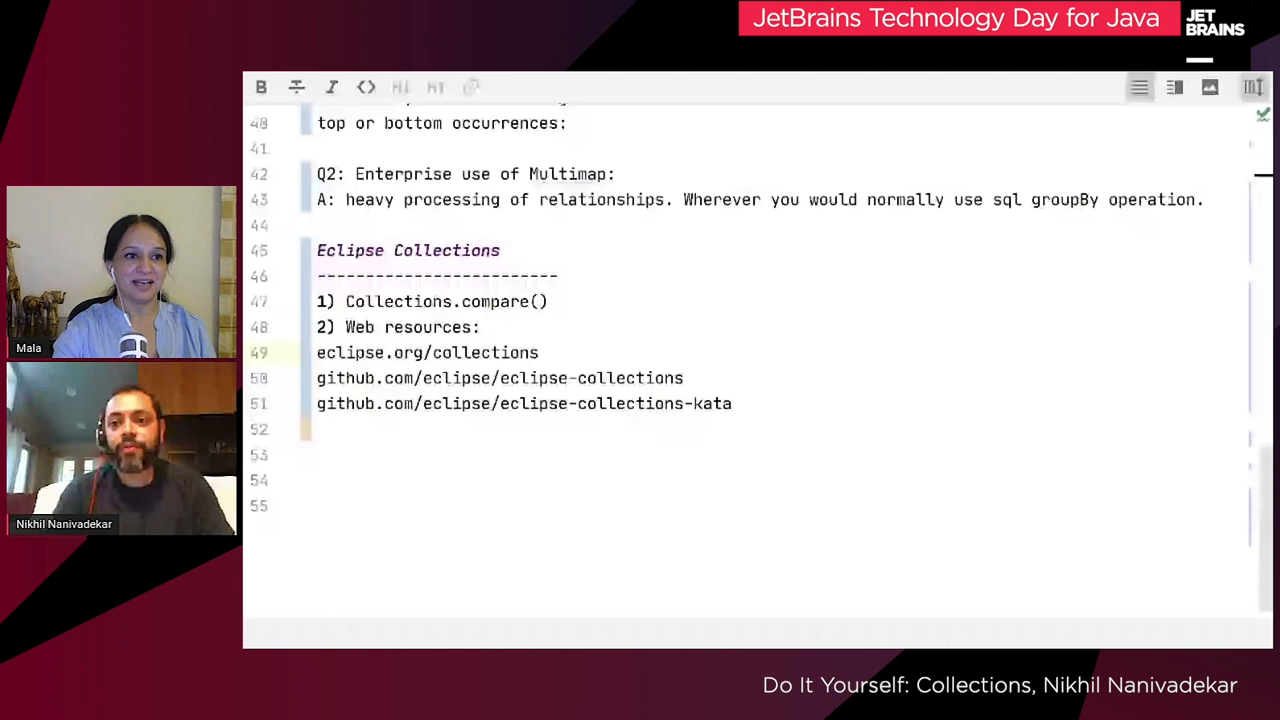 JetBrains Technology Day for Java
JET
BRAINS
B
40 top or bottom occurrences:
41
42 Q2: Enterprise use of Multimap:
43 A: heavy processing of relationships. Wherever you would normally use sql groupBy operation.
44
45 Eclipse Collections
46 -------------------------
47 1) Collections.compare()
48 2) Web resources:
49 eclipse.org/collections
50 github.com/eclipse/eclipse-collections
51 github.com/eclipse/eclipse-collections-kata
52
53
54
55
Mala
Nikhil Nanivadekar
Do It Yourself: Collections, Nikhil Nanivadekar